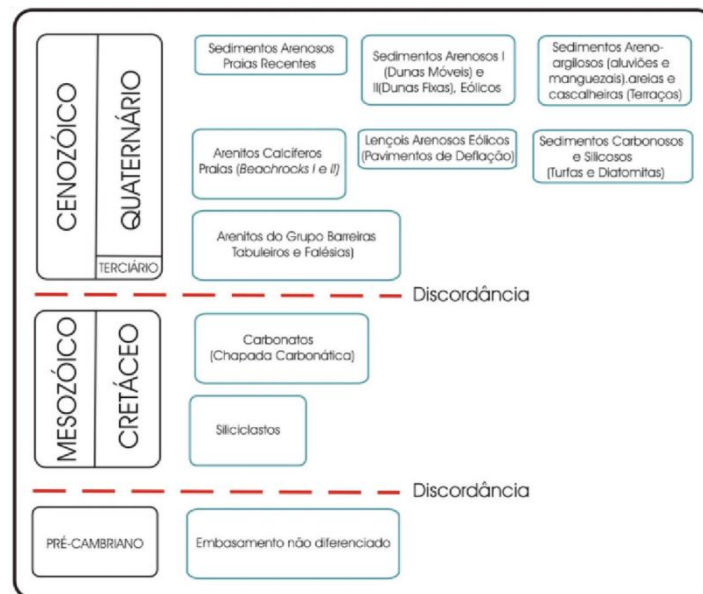 CENOZÓICO
QUATERNÁRIO
TERCIÁRIO
Sedimentos Arenosos
Praias Recentes
Sedimentos Arenosos I
(Dunas Móveis) e
II(Dunas Fixas), Eólicos
Sedimentos Areno-
argilosos (aluviões e
manguezais).areias e
cascalheiras (Terraços)
Arenitos Calcíferos
Praias (Beachrocks I e II)
Lençois Arenosos Eólicos
(Pavimentos de Deflação)
Sedimentos Carbonosos
e Silicosos
(Turfas e Diatomitas)
Arenitos do Grupo Barreiras
Tabuleiros e Falésias)
Discordância
MESOZÓICO
CRETÁCEO
Carbonatos
(Chapada Carbonática)
Siliciclastos
Discordância
PRÉ-CAMBRIANO
Embasamento não diferenciado